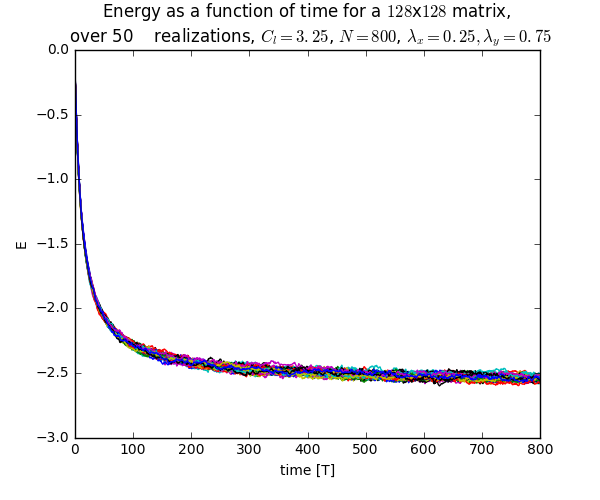 Energy as a function of time for a 128x128 matrix,
over 50    realizations, C_l = 3.25, N = 800, λ_x = 0.25, λ_y = 0.75
0.0
−0.5
−1.0
−1.5
−2.0
−2.5
−3.0
E
0 100 200 300 400 500 600 700 800
time [T]